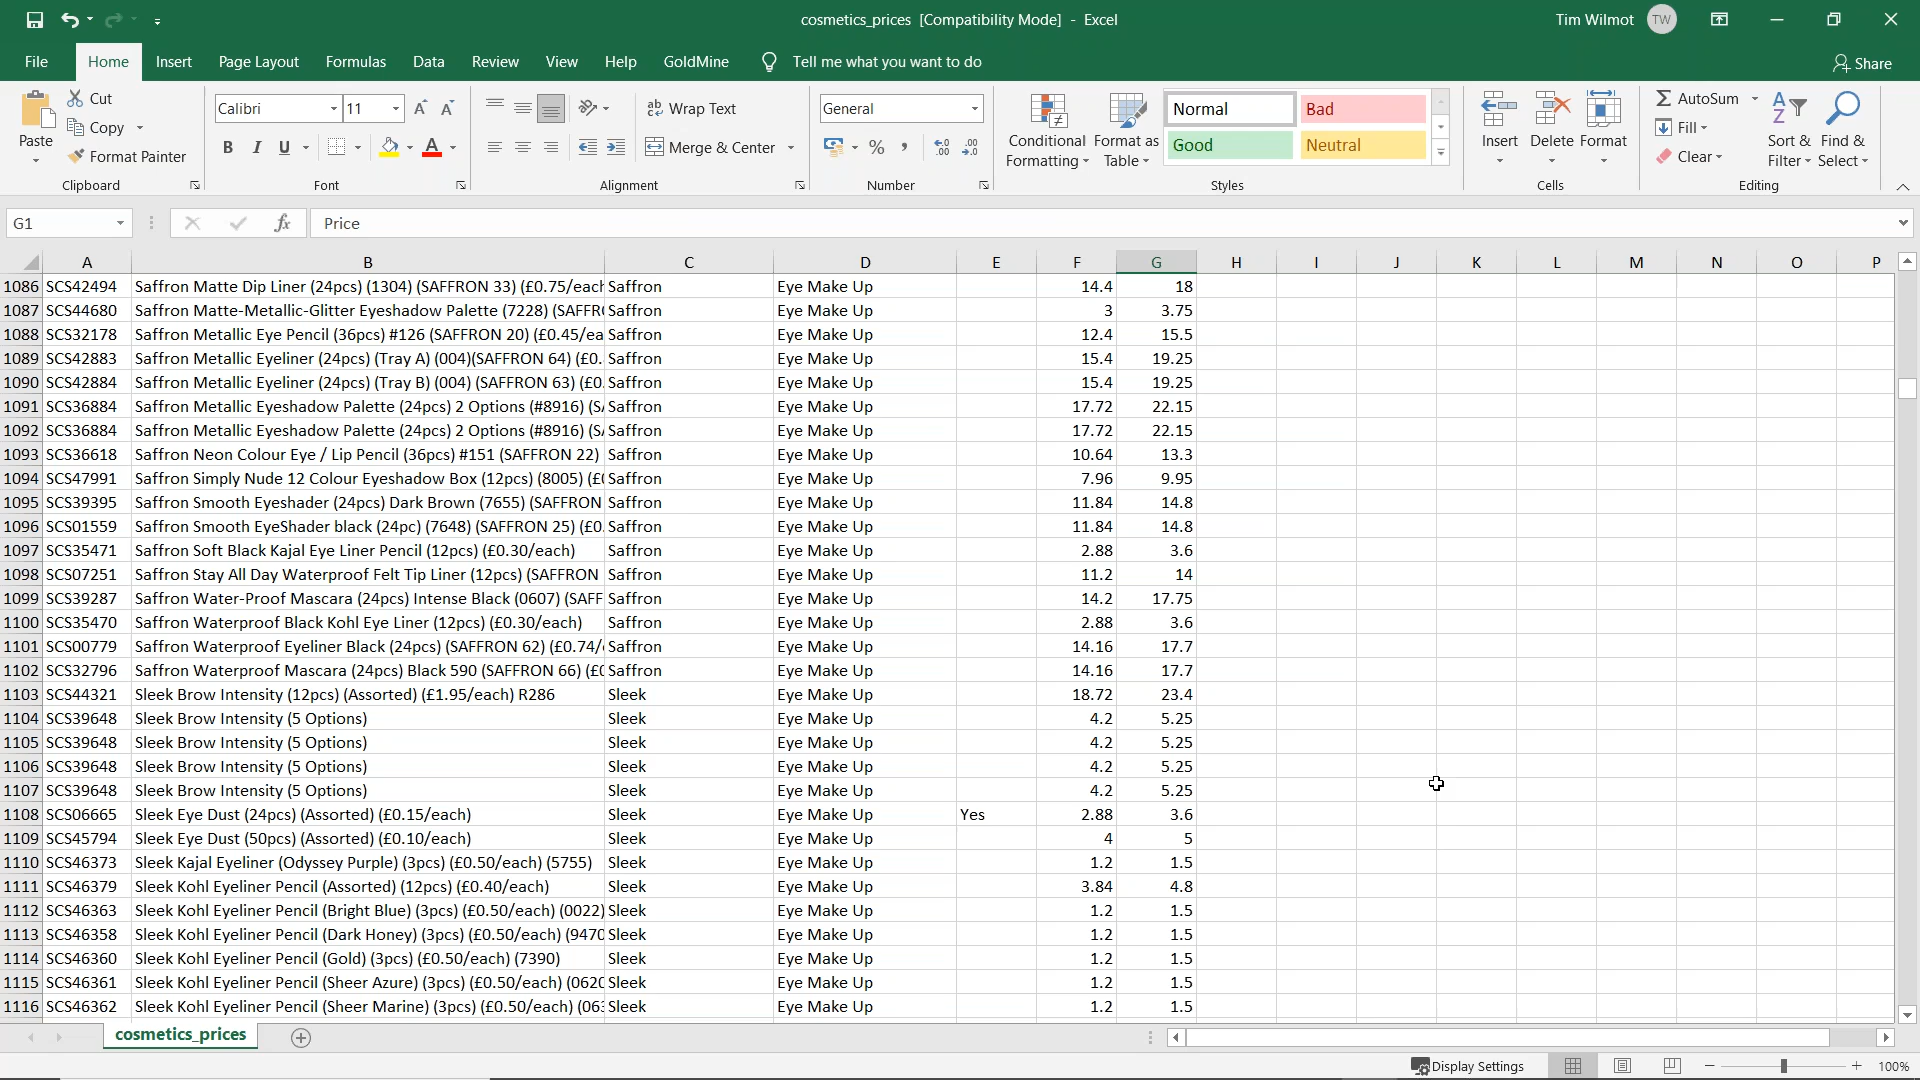 cosmetics_prices [Compatibility Mode] - Excel
Tim Wilmot TW
File Home Insert Page Layout Formulas Data Review View Help GoldMine Tell me what you want to do Share
Paste Cut Copy Format Painter Clipboard
Calibri 11 B I U A Font
Wrap Text Merge & Center Alignment
General % , Number
Conditional Formatting Format as Table Normal Bad Good Neutral Styles
Insert Delete Format Cells
AutoSum Fill Clear Sort & Filter Find & Select Editing
G1 fx Price
A B C D E F G H I J K L M N O P
1086 SCS42494 Saffron Matte Dip Liner (24pcs) (1304) (SAFFRON 33) (£0.75/each Saffron Eye Make Up 14.4 18
1087 SCS44680 Saffron Matte-Metallic-Glitter Eyeshadow Palette (7228) (SAFFR Saffron Eye Make Up 3 3.75
1088 SCS32178 Saffron Metallic Eye Pencil (36pcs) #126 (SAFFRON 20) (£0.45/ea Saffron Eye Make Up 12.4 15.5
1089 SCS42883 Saffron Metallic Eyeliner (24pcs) (Tray A) (004)(SAFFRON 64) (£0. Saffron Eye Make Up 15.4 19.25
1090 SCS42884 Saffron Metallic Eyeliner (24pcs) (Tray B) (004) (SAFFRON 63) (£0. Saffron Eye Make Up 15.4 19.25
1091 SCS36884 Saffron Metallic Eyeshadow Palette (24pcs) 2 Options (#8916) (S Saffron Eye Make Up 17.72 22.15
1092 SCS36884 Saffron Metallic Eyeshadow Palette (24pcs) 2 Options (#8916) (S Saffron Eye Make Up 17.72 22.15
1093 SCS36618 Saffron Neon Colour Eye / Lip Pencil (36pcs) #151 (SAFFRON 22) Saffron Eye Make Up 10.64 13.3
1094 SCS47991 Saffron Simply Nude 12 Colour Eyeshadow Box (12pcs) (8005) (£ Saffron Eye Make Up 7.96 9.95
1095 SCS39395 Saffron Smooth Eyeshader (24pcs) Dark Brown (7655) (SAFFRON Saffron Eye Make Up 11.84 14.8
1096 SCS01559 Saffron Smooth EyeShader black (24pc) (7648) (SAFFRON 25) (£0. Saffron Eye Make Up 11.84 14.8
1097 SCS35471 Saffron Soft Black Kajal Eye Liner Pencil (12pcs) (£0.30/each) Saffron Eye Make Up 2.88 3.6
1098 SCS07251 Saffron Stay All Day Waterproof Felt Tip Liner (12pcs) (SAFFRON Saffron Eye Make Up 11.2 14
1099 SCS39287 Saffron Water-Proof Mascara (24pcs) Intense Black (0607) (SAFF Saffron Eye Make Up 14.2 17.75
1100 SCS35470 Saffron Waterproof Black Kohl Eye Liner (12pcs) (£0.30/each) Saffron Eye Make Up 2.88 3.6
1101 SCS00779 Saffron Waterproof Eyeliner Black (24pcs) (SAFFRON 62) (£0.74/ Saffron Eye Make Up 14.16 17.7
1102 SCS32796 Saffron Waterproof Mascara (24pcs) Black 590 (SAFFRON 66) (£0 Saffron Eye Make Up 14.16 17.7
1103 SCS44321 Sleek Brow Intensity (12pcs) (Assorted) (£1.95/each) R286 Sleek Eye Make Up 18.72 23.4
1104 SCS39648 Sleek Brow Intensity (5 Options) Sleek Eye Make Up 4.2 5.25
1105 SCS39648 Sleek Brow Intensity (5 Options) Sleek Eye Make Up 4.2 5.25
1106 SCS39648 Sleek Brow Intensity (5 Options) Sleek Eye Make Up 4.2 5.25
1107 SCS39648 Sleek Brow Intensity (5 Options) Sleek Eye Make Up 4.2 5.25
1108 SCS06665 Sleek Eye Dust (24pcs) (Assorted) (£0.15/each) Sleek Eye Make Up Yes 2.88 3.6
1109 SCS45794 Sleek Eye Dust (50pcs) (Assorted) (£0.10/each) Sleek Eye Make Up 4 5
1110 SCS46373 Sleek Kajal Eyeliner (Odyssey Purple) (3pcs) (£0.50/each) (5755) Sleek Eye Make Up 1.2 1.5
1111 SCS46379 Sleek Kohl Eyeliner Pencil (Assorted) (12pcs) (£0.40/each) Sleek Eye Make Up 3.84 4.8
1112 SCS46363 Sleek Kohl Eyeliner Pencil (Bright Blue) (3pcs) (£0.50/each) (0022) Sleek Eye Make Up 1.2 1.5
1113 SCS46358 Sleek Kohl Eyeliner Pencil (Dark Honey) (3pcs) (£0.50/each) (9470 Sleek Eye Make Up 1.2 1.5
1114 SCS46360 Sleek Kohl Eyeliner Pencil (Gold) (3pcs) (£0.50/each) (7390) Sleek Eye Make Up 1.2 1.5
1115 SCS46361 Sleek Kohl Eyeliner Pencil (Sheer Azure) (3pcs) (£0.50/each) (0620 Sleek Eye Make Up 1.2 1.5
1116 SCS46362 Sleek Kohl Eyeliner Pencil (Sheer Marine) (3pcs) (£0.50/each) (063 Sleek Eye Make Up 1.2 1.5
cosmetics_prices
Display Settings 100%